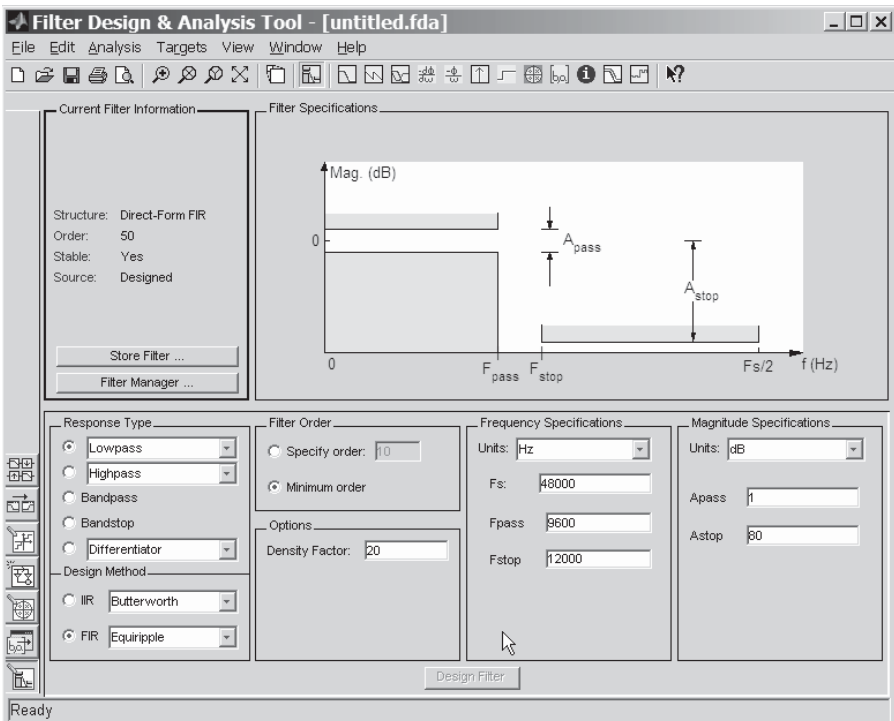 Filter Design & Analysis Tool - [untitled.fda]
File Edit Analysis Targets View Window Help
Current Filter Information
Structure: Direct-Form FIR
Order: 50
Stable: Yes
Source: Designed
Store Filter ...
Filter Manager ...
Filter Specifications
Mag. (dB)
0
Apass
Astop
0
Fpass
Fstop
Fs/2
f (Hz)
Response Type
Lowpass
Highpass
Bandpass
Bandstop
Differentiator
Design Method
IIR Butterworth
FIR Equiripple
Filter Order
Specify order: 10
Minimum order
Options
Density Factor: 20
Frequency Specifications
Units: Hz
Fs: 48000
Fpass 9600
Fstop 12000
Magnitude Specifications
Units: dB
Apass 1
Astop 80
Design Filter
Ready